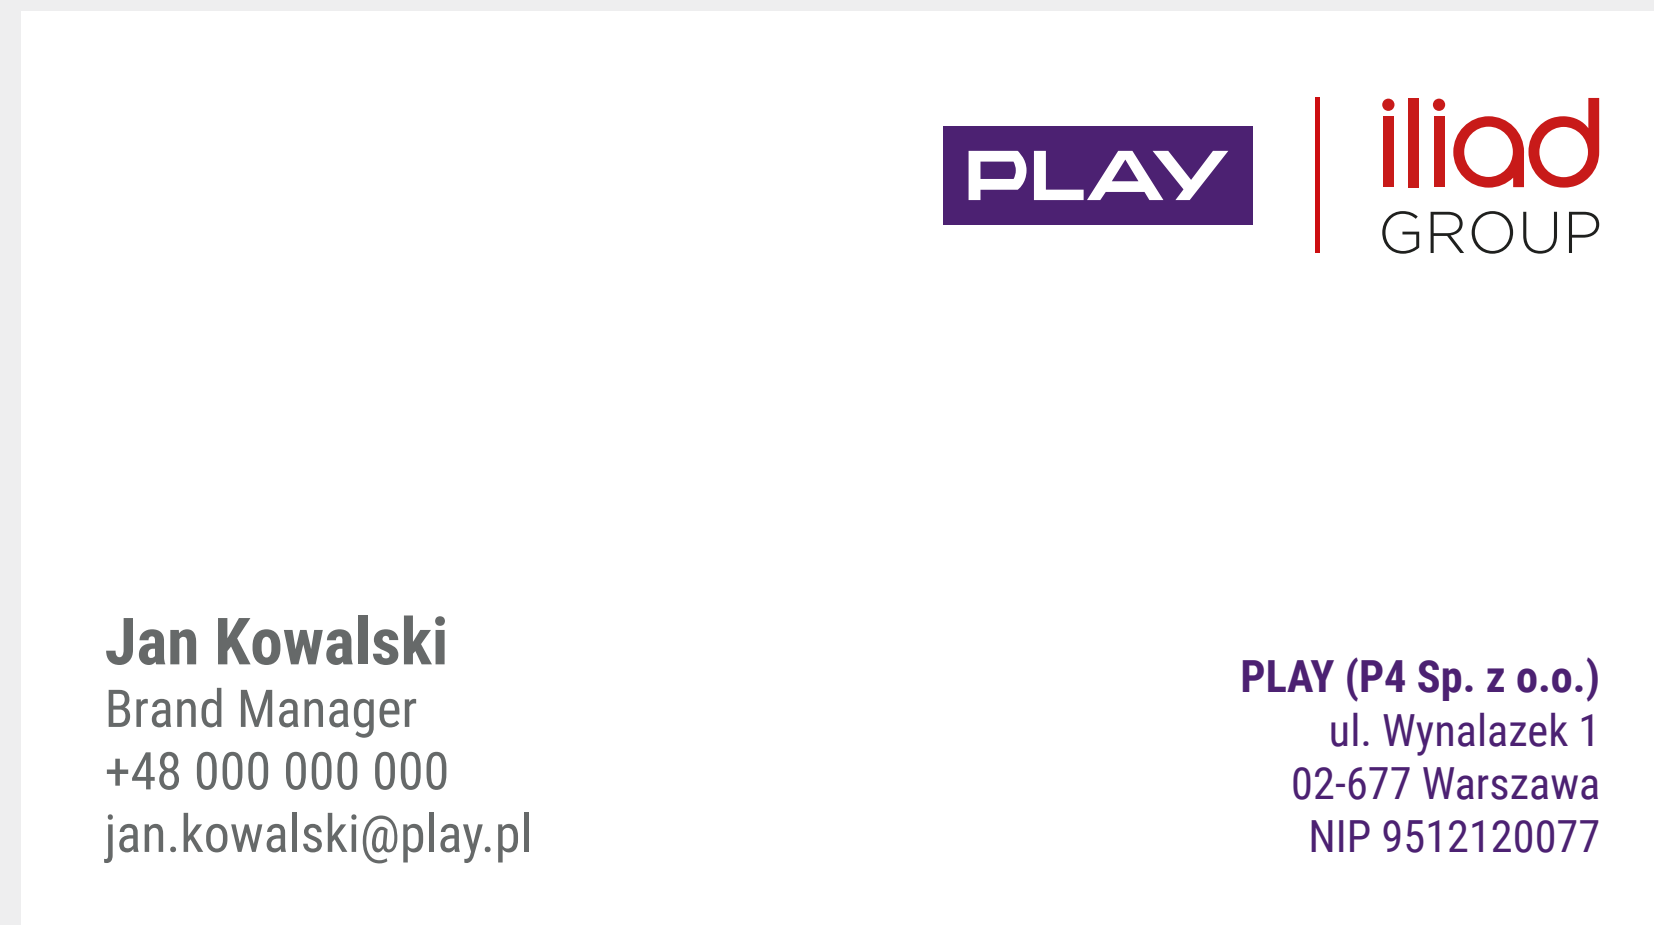 PLAY
iliad
GROUP
Jan Kowalski
Brand Manager
+48 000 000 000
jan.kowalski@play.pl
PLAY (P4 Sp. z o.o.)
ul. Wynalazek 1
02-677 Warszawa
NIP 9512120077